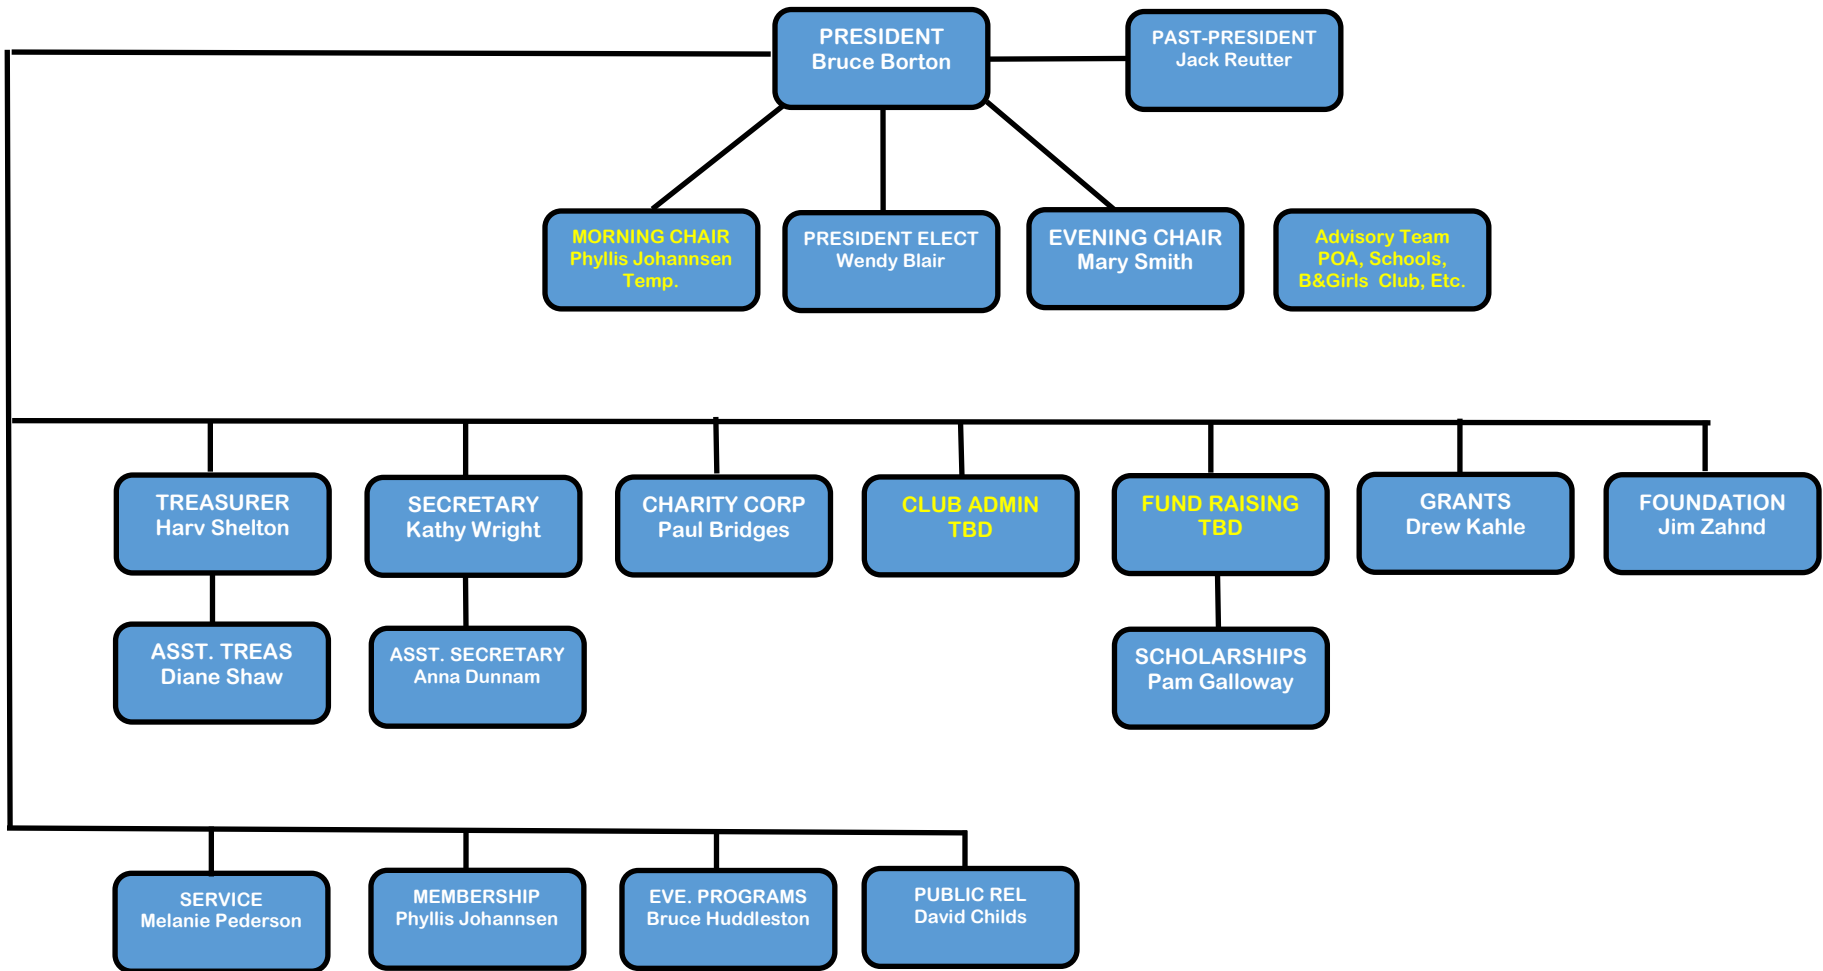 PRESIDENT
Bruce Borton
PAST-PRESIDENT
Jack Reutter
MORNING CHAIR
Phyllis Johannsen
Temp.
PRESIDENT ELECT
Wendy Blair
EVENING CHAIR
Mary Smith
Advisory Team
POA, Schools,
B&Girls  Club, Etc.
TREASURER
Harv Shelton
SECRETARY
Kathy Wright
CHARITY CORP
Paul Bridges
CLUB ADMIN
TBD
FUND RAISING
TBD
GRANTS
Drew Kahle
FOUNDATION
Jim Zahnd
ASST. TREAS
Diane Shaw
ASST. SECRETARY
Anna Dunnam
SCHOLARSHIPS
Pam Galloway
SERVICE
Melanie Pederson
MEMBERSHIP
Phyllis Johannsen
EVE. PROGRAMS
Bruce Huddleston
PUBLIC REL
David Childs